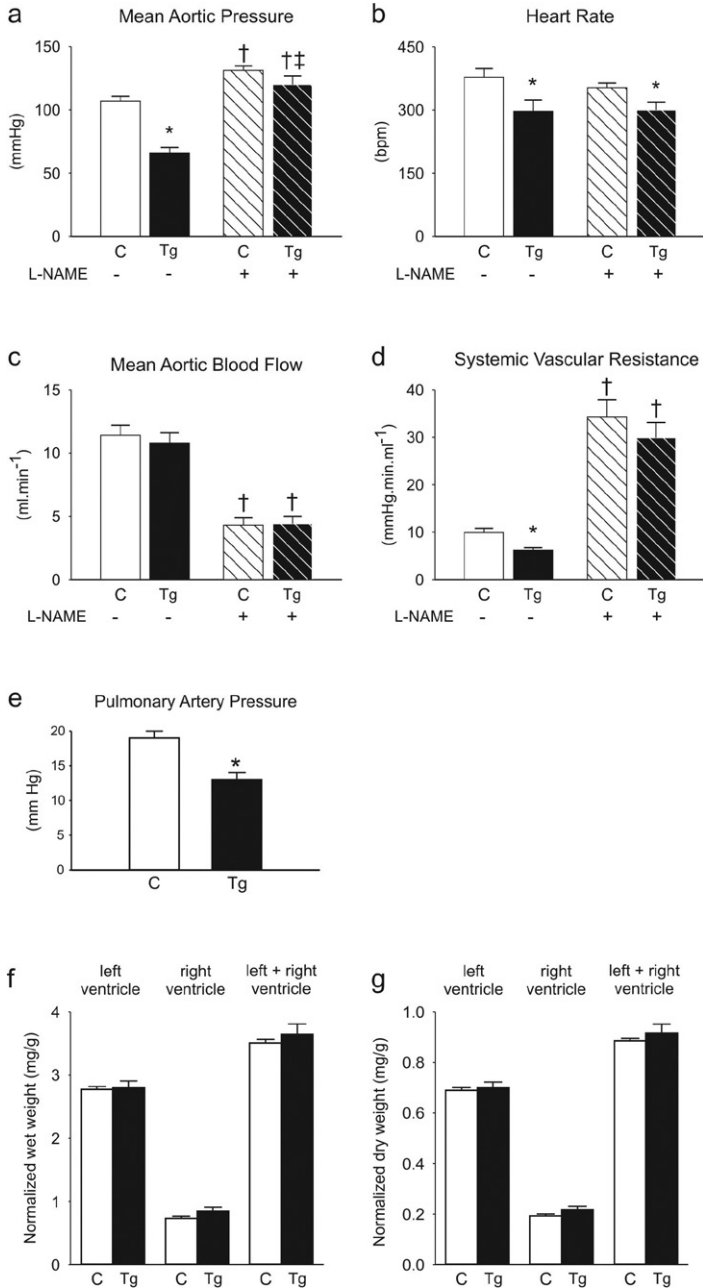 a
Mean Aortic Pressure
(mmHg)
150
100
50
0
*
†
†‡
C Tg C Tg
L-NAME - - + +
b
Heart Rate
(bpm)
450
300
150
0
*
*
C Tg C Tg
- - + +
c
Mean Aortic Blood Flow
(ml.min⁻¹)
15
10
5
0
†
†
C Tg C Tg
L-NAME - - + +
d
Systemic Vascular Resistance
(mmHg.min.ml⁻¹)
40
30
20
10
0
*
†
†
C Tg C Tg
- - + +
e
Pulmonary Artery Pressure
(mm Hg)
20
15
10
5
0
*
C Tg
f
left
ventricle
right
ventricle
left + right
ventricle
Normalized wet weight (mg/g)
4
3
2
1
0
C Tg C Tg C Tg
g
left
ventricle
right
ventricle
left + right
ventricle
Normalized dry weight (mg/g)
1.0
0.8
0.6
0.4
0.2
0.0
C Tg C Tg C Tg